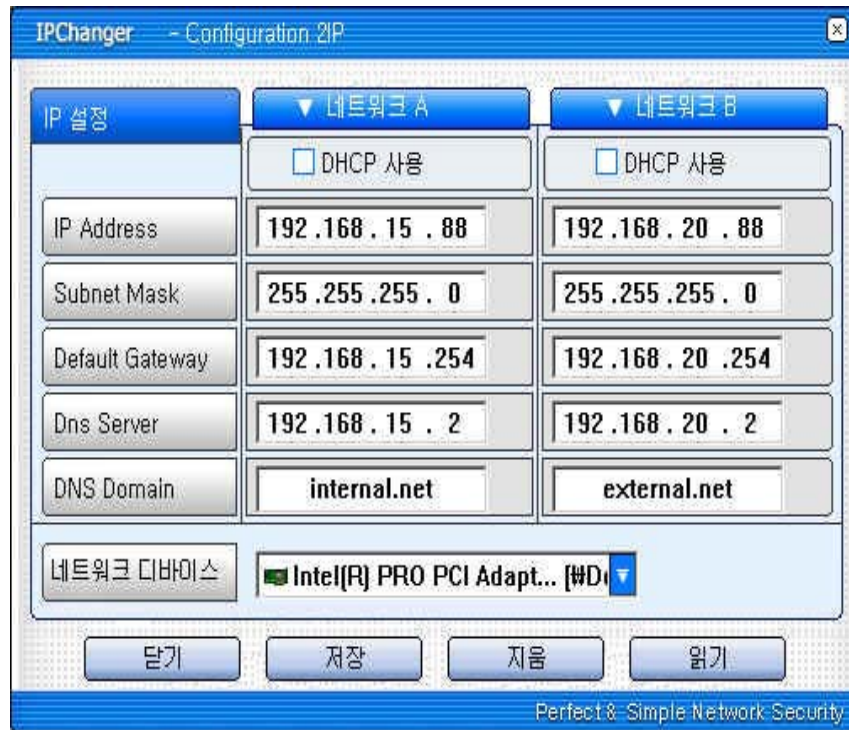 IPChanger - Configuration 2IP
IP 설정 ▼ 네트워크 A ▼ 네트워크 B
DHCP 사용 DHCP 사용
IP Address 192 .168 . 15 . 88 192 .168 . 20 . 88
Subnet Mask 255 .255 .255 . 0 255 .255 .255 . 0
Default Gateway 192 .168 . 15 .254 192 .168 . 20 .254
Dns Server 192 .168 . 15 . 2 192 .168 . 20 . 2
DNS Domain internal.net external.net
네트워크 디바이스 Intel(R) PRO PCI Adapt... [₩D
닫기 저장 지움 읽기
Perfect & Simple Network Security